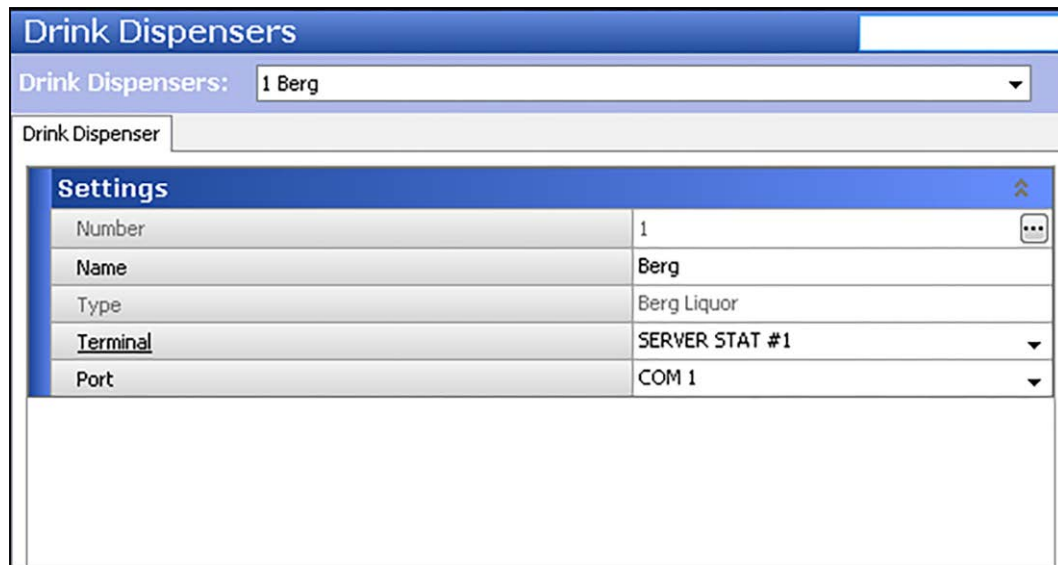 Drink Dispensers
Drink Dispensers: 1 Berg
Drink Dispenser
Settings
Number 1
Name Berg
Type Berg Liquor
Terminal SERVER STAT #1
Port COM 1